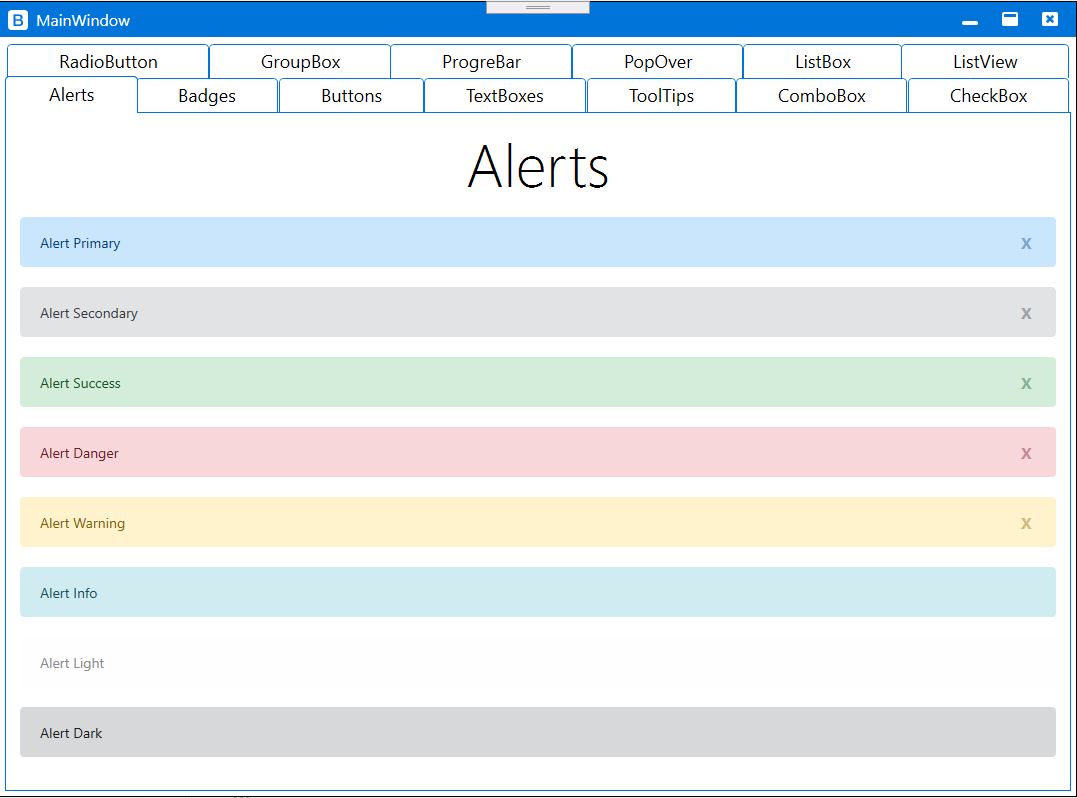 B MainWindow
RadioButton GroupBox ProgreBar PopOver ListBox ListView
Alerts Badges Buttons TextBoxes ToolTips ComboBox CheckBox
Alerts
Alert Primary X
Alert Secondary X
Alert Success X
Alert Danger X
Alert Warning X
Alert Info
Alert Light
Alert Dark